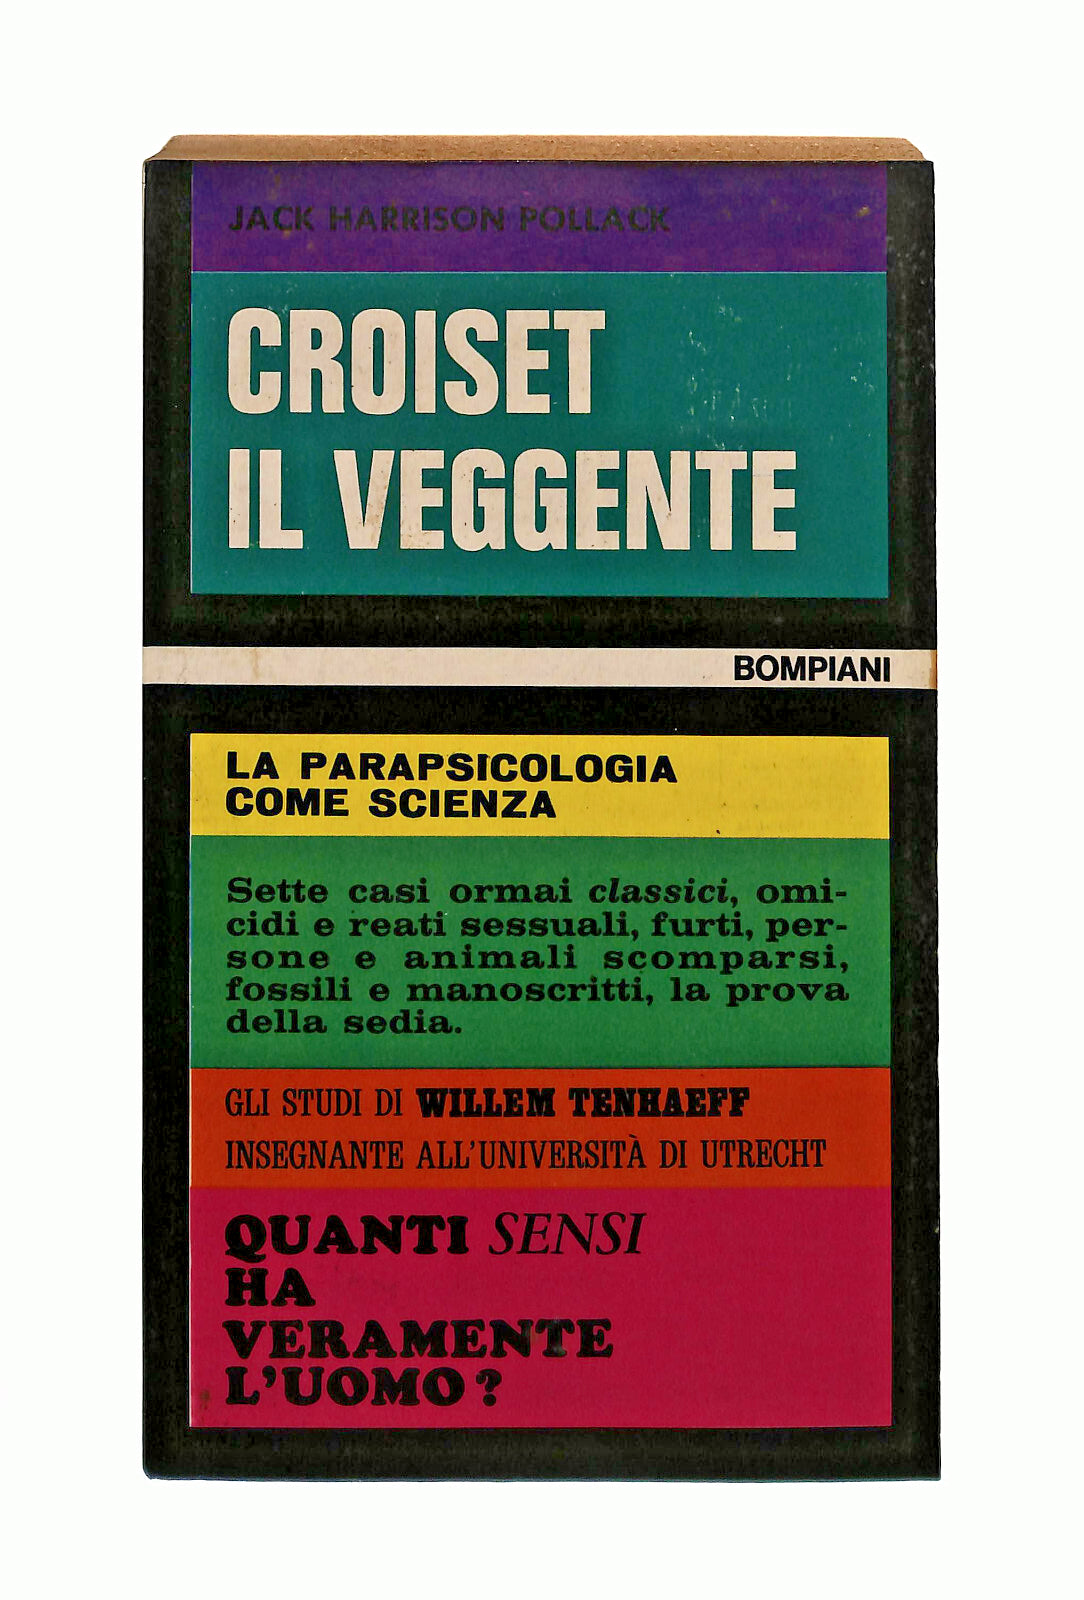 JACK HARRISON POLLACK
CROISET
IL VEGGENTE
BOMPIANI
LA PARAPSICOLOGIA
COME SCIENZA
Sette casi ormai classici, omi-
cidi e reati sessuali, furti, per-
sone e animali scomparsi,
fossili e manoscritti, la prova
della sedia.
GLI STUDI DI WILLEM TENHAEFF
INSEGNANTE ALL'UNIVERSITÀ DI UTRECHT
QUANTI SENSI
HA
VERAMENTE
L'UOMO?